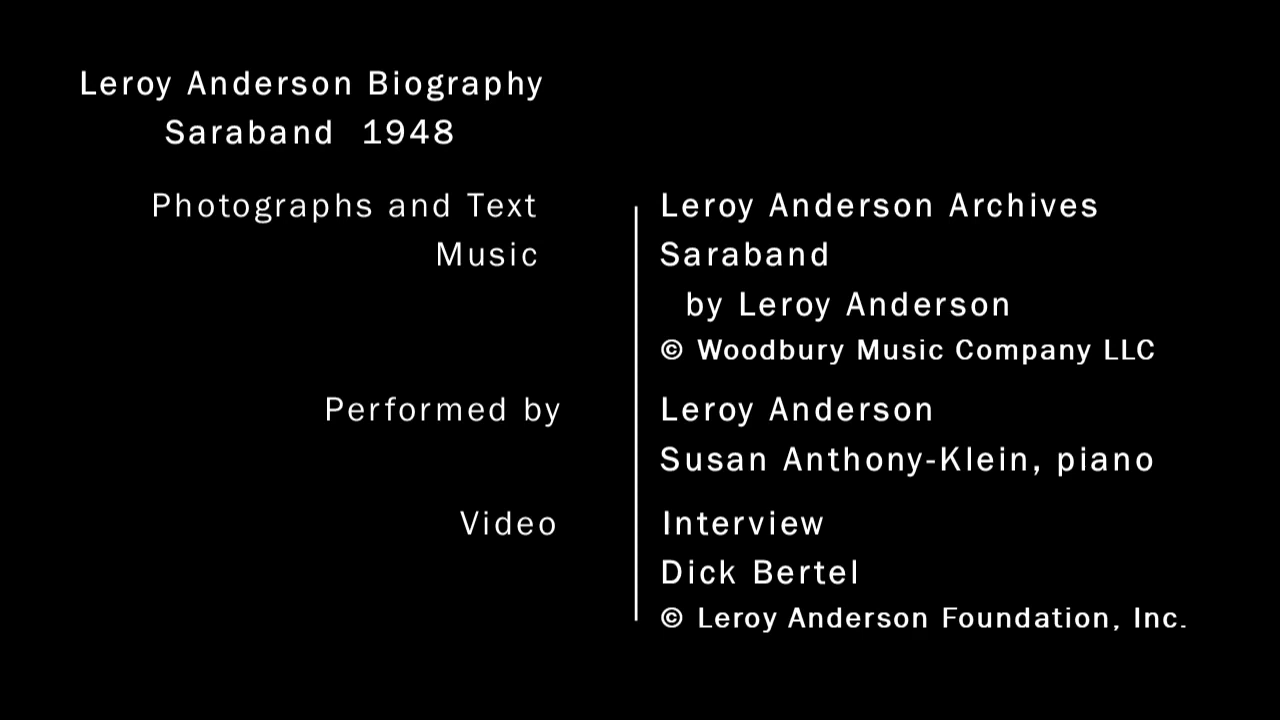 Leroy Anderson Biography
Saraband 1948
Photographs and Text Leroy Anderson Archives
Music Saraband
by Leroy Anderson
© Woodbury Music Company LLC
Performed by Leroy Anderson
Susan Anthony-Klein, piano
Video Interview
Dick Bertel
© Leroy Anderson Foundation, Inc.